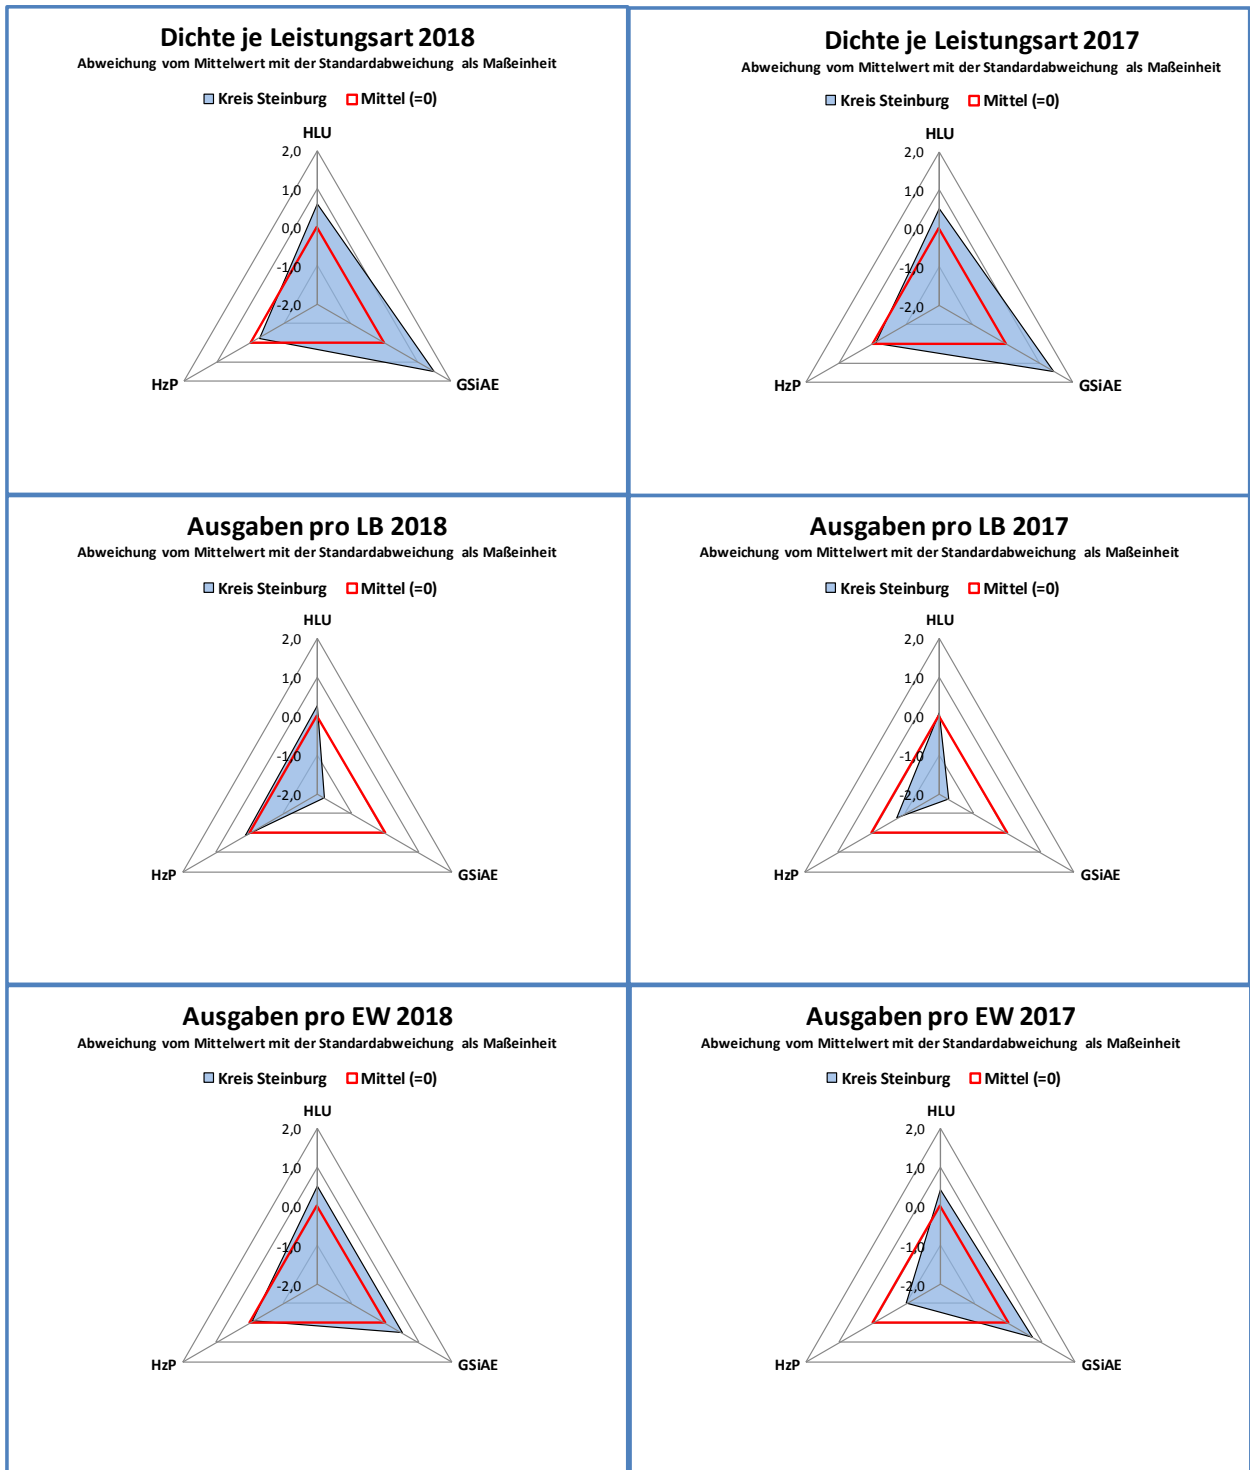 Dichte je Leistungsart 2018
Abweichung vom Mittelwert mit der Standardabweichung als Maßeinheit
Kreis Steinburg Mittel (=0)
HLU
2,0
1,0
0,0
-1,0
-2,0
HzP
GSiAE
Dichte je Leistungsart 2017
Abweichung vom Mittelwert mit der Standardabweichung als Maßeinheit
Kreis Steinburg Mittel (=0)
HLU
2,0
1,0
0,0
-1,0
-2,0
HzP
GSiAE
Ausgaben pro LB 2018
Abweichung vom Mittelwert mit der Standardabweichung als Maßeinheit
Kreis Steinburg Mittel (=0)
HLU
2,0
1,0
0,0
-1,0
-2,0
HzP
GSiAE
Ausgaben pro LB 2017
Abweichung vom Mittelwert mit der Standardabweichung als Maßeinheit
Kreis Steinburg Mittel (=0)
HLU
2,0
1,0
0,0
-1,0
-2,0
HzP
GSiAE
Ausgaben pro EW 2018
Abweichung vom Mittelwert mit der Standardabweichung als Maßeinheit
Kreis Steinburg Mittel (=0)
HLU
2,0
1,0
0,0
-1,0
-2,0
HzP
GSiAE
Ausgaben pro EW 2017
Abweichung vom Mittelwert mit der Standardabweichung als Maßeinheit
Kreis Steinburg Mittel (=0)
HLU
2,0
1,0
0,0
-1,0
-2,0
HzP
GSiAE